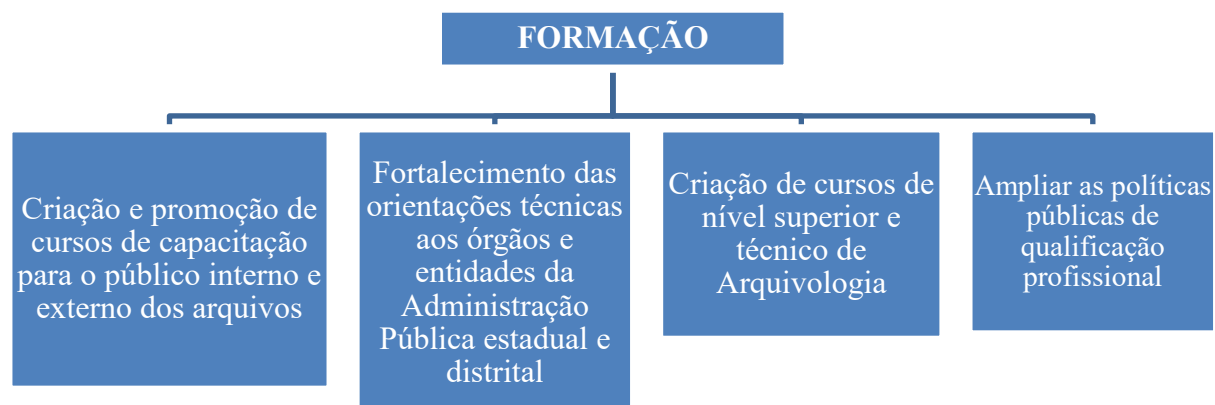 FORMAÇÃO
Criação e promoção de
cursos de capacitação
para o público interno e
externo dos arquivos
Fortalecimento das
orientações técnicas
aos órgãos e
entidades da
Administração
Pública estadual e
distrital
Criação de cursos de
nível superior e
técnico de
Arquivologia
Ampliar as políticas
públicas de
qualificação
profissional